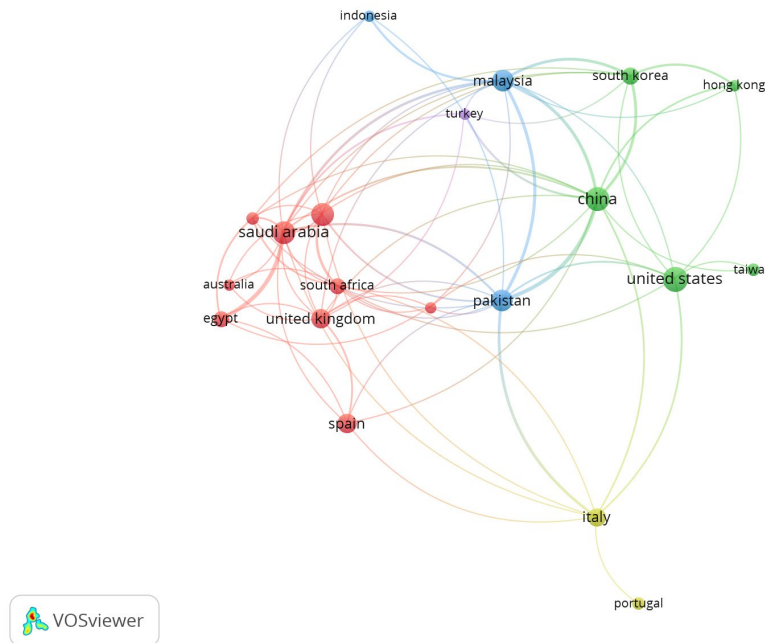 indonesia
malaysia
south korea
hong kong
turkey
china
saudi arabia
taiwa
united states
australia
south africa
pakistan
egypt
united kingdom
spain
italy
portugal
VOSviewer